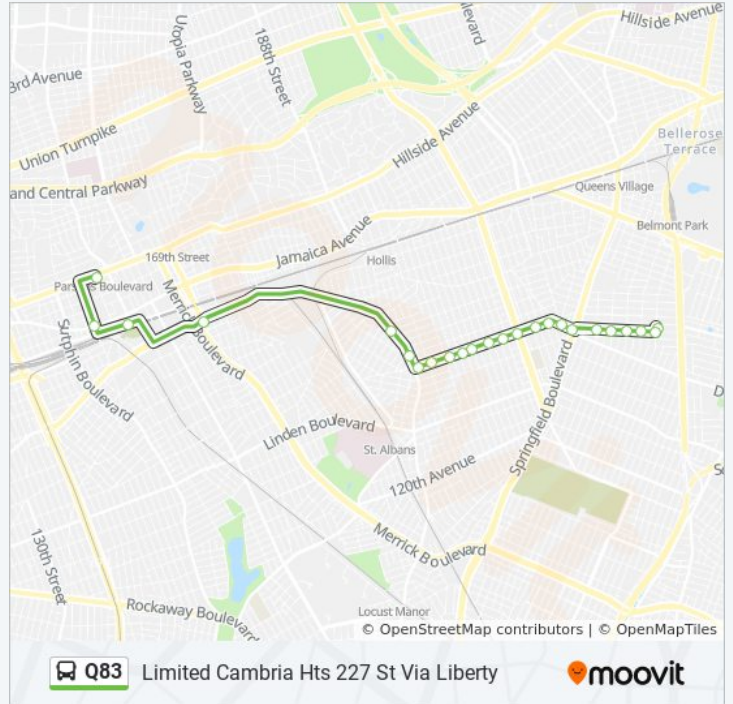 Hillside Avenue
levard
188th Street
Utopia Parkway
3rd Avenue
Union Turnpike
Hillside Avenue
Bellerose
Terrace
and Central Parkway
Queens Village
Belmont Park
169th Street
Jamaica Avenue
Hollis
Parsons Boulevard
Merrick Boulevard
Sutphin Boulevard
Linden Boulevard
St. Albans
Springfield Boulevard
120th Avenue
130th Street
Merrick Boulevard
Rockaway Boulevard
Locust Manor
© OpenStreetMap contributors | © OpenMapTiles
Q83 Limited Cambria Hts 227 St Via Liberty
moovit